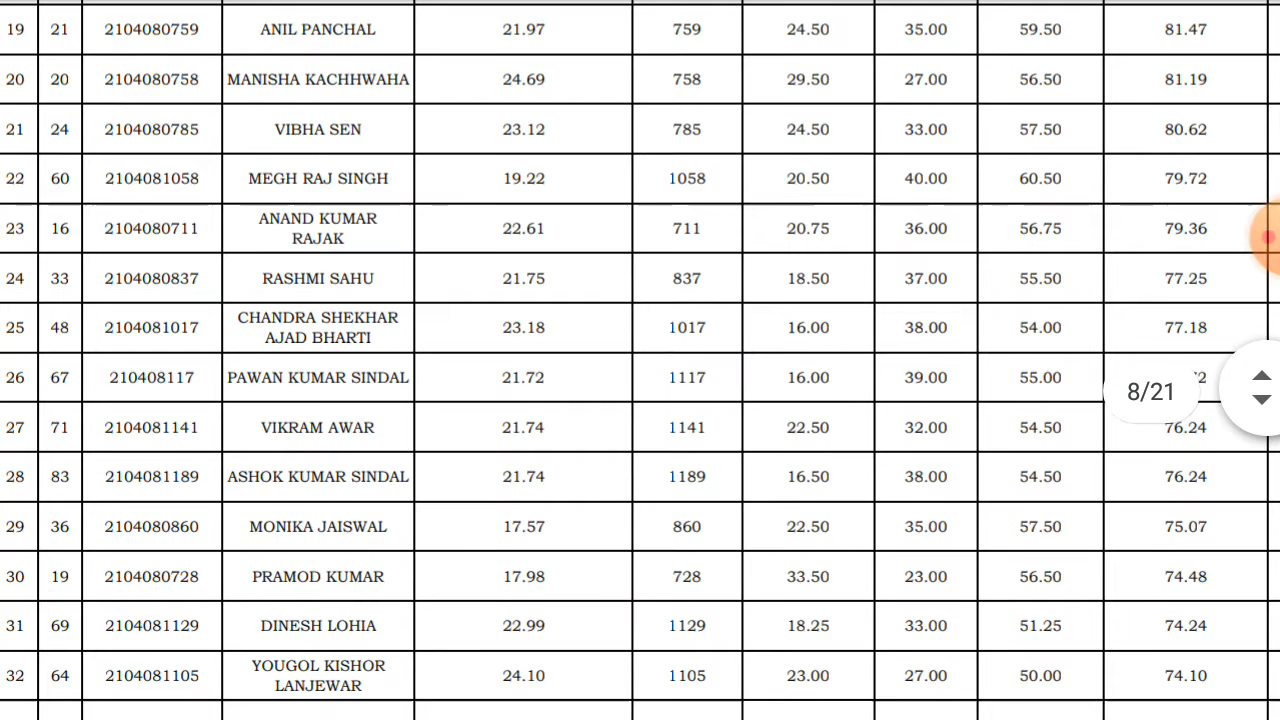 19 21 2104080759 ANIL PANCHAL 21.97 759 24.50 35.00 59.50 81.47
20 20 2104080758 MANISHA KACHHWAHA 24.69 758 29.50 27.00 56.50 81.19
21 24 2104080785 VIBHA SEN 23.12 785 24.50 33.00 57.50 80.62
22 60 2104081058 MEGH RAJ SINGH 19.22 1058 20.50 40.00 60.50 79.72
23 16 2104080711 ANAND KUMAR RAJAK 22.61 711 20.75 36.00 56.75 79.36
24 33 2104080837 RASHMI SAHU 21.75 837 18.50 37.00 55.50 77.25
25 48 2104081017 CHANDRA SHEKHAR AJAD BHARTI 23.18 1017 16.00 38.00 54.00 77.18
26 67 210408117 PAWAN KUMAR SINDAL 21.72 1117 16.00 39.00 55.00
8/21
27 71 2104081141 VIKRAM AWAR 21.74 1141 22.50 32.00 54.50 76.24
28 83 2104081189 ASHOK KUMAR SINDAL 21.74 1189 16.50 38.00 54.50 76.24
29 36 2104080860 MONIKA JAISWAL 17.57 860 22.50 35.00 57.50 75.07
30 19 2104080728 PRAMOD KUMAR 17.98 728 33.50 23.00 56.50 74.48
31 69 2104081129 DINESH LOHIA 22.99 1129 18.25 33.00 51.25 74.24
32 64 2104081105 YOUGOL KISHOR LANJEWAR 24.10 1105 23.00 27.00 50.00 74.10